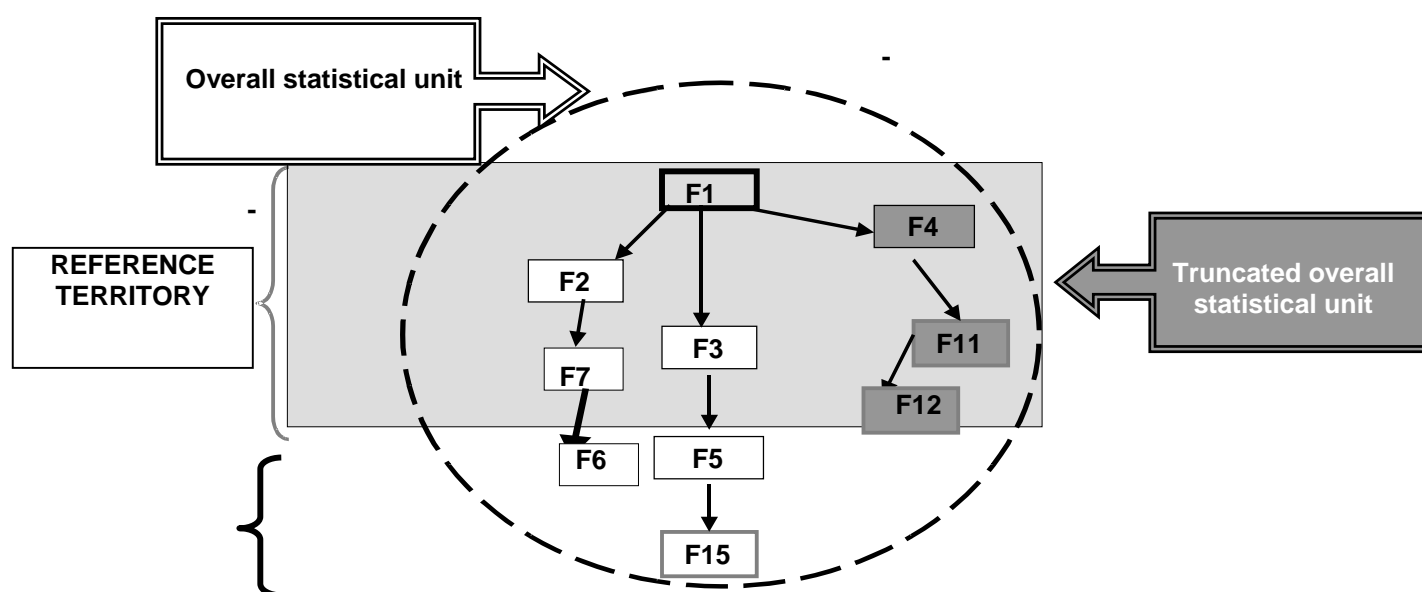 -
Overall statistical unit
F1
-
F4
REFERENCE
TERRITORY
F2
Truncated overall
statistical unit
F3
F11
F7
F12
F6
F5
F15